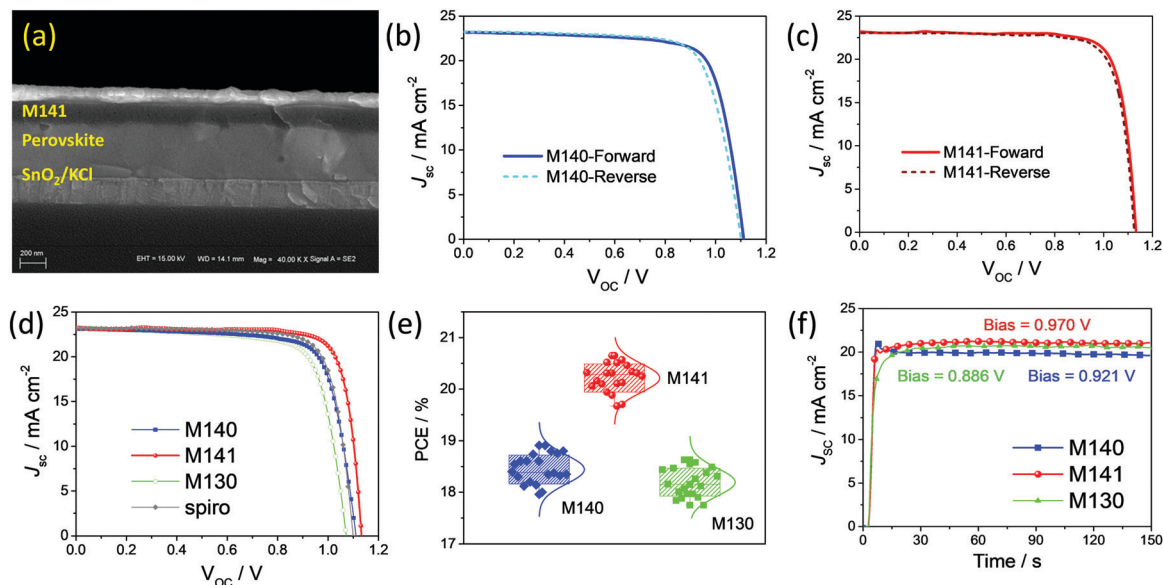 (a)
M141
Perovskite
SnO₂/KCl
200 nm
EHT = 15.00 kV WD = 14.1 mm Mag = 40.00 K X Signal A = SE2
(b)
25
20
15
10
5
0
0.0 0.2 0.4 0.6 0.8 1.0 1.2
J_sc / mA cm⁻²
V_OC / V
M140-Forward
M140-Reverse
(c)
25
20
15
10
5
0
0.0 0.2 0.4 0.6 0.8 1.0 1.2
J_sc / mA cm⁻²
V_OC / V
M141-Foward
M141-Reverse
(d)
25
20
15
10
5
0
0.0 0.2 0.4 0.6 0.8 1.0 1.2
J_sc / mA cm⁻²
V_OC / V
M140
M141
M130
spiro
(e)
21
20
19
18
17
PCE / %
M141
M140
M130
(f)
25
20
15
10
5
0
0 30 60 90 120 150
J_SC / mA cm⁻²
Time / s
Bias = 0.970 V
Bias = 0.886 V
Bias = 0.921 V
M140
M141
M130